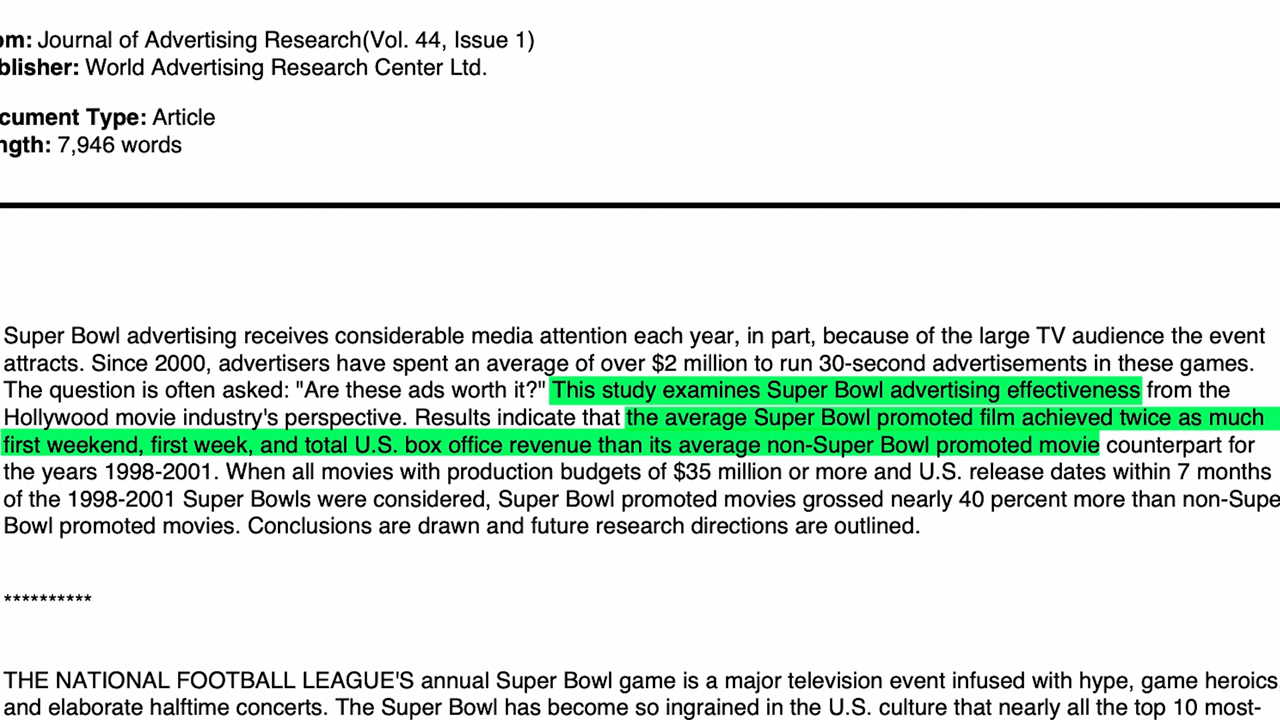 om: Journal of Advertising Research(Vol. 44, Issue 1)
blisher: World Advertising Research Center Ltd.
cument Type: Article
ngth: 7,946 words
Super Bowl advertising receives considerable media attention each year, in part, because of the large TV audience the event
attracts. Since 2000, advertisers have spent an average of over $2 million to run 30-second advertisements in these games.
The question is often asked: "Are these ads worth it?" This study examines Super Bowl advertising effectiveness from the
Hollywood movie industry's perspective. Results indicate that the average Super Bowl promoted film achieved twice as much
first weekend, first week, and total U.S. box office revenue than its average non-Super Bowl promoted movie counterpart for
the years 1998-2001. When all movies with production budgets of $35 million or more and U.S. release dates within 7 months
of the 1998-2001 Super Bowls were considered, Super Bowl promoted movies grossed nearly 40 percent more than non-Supe
Bowl promoted movies. Conclusions are drawn and future research directions are outlined.
**********
THE NATIONAL FOOTBALL LEAGUE'S annual Super Bowl game is a major television event infused with hype, game heroics
and elaborate halftime concerts. The Super Bowl has become so ingrained in the U.S. culture that nearly all the top 10 most-